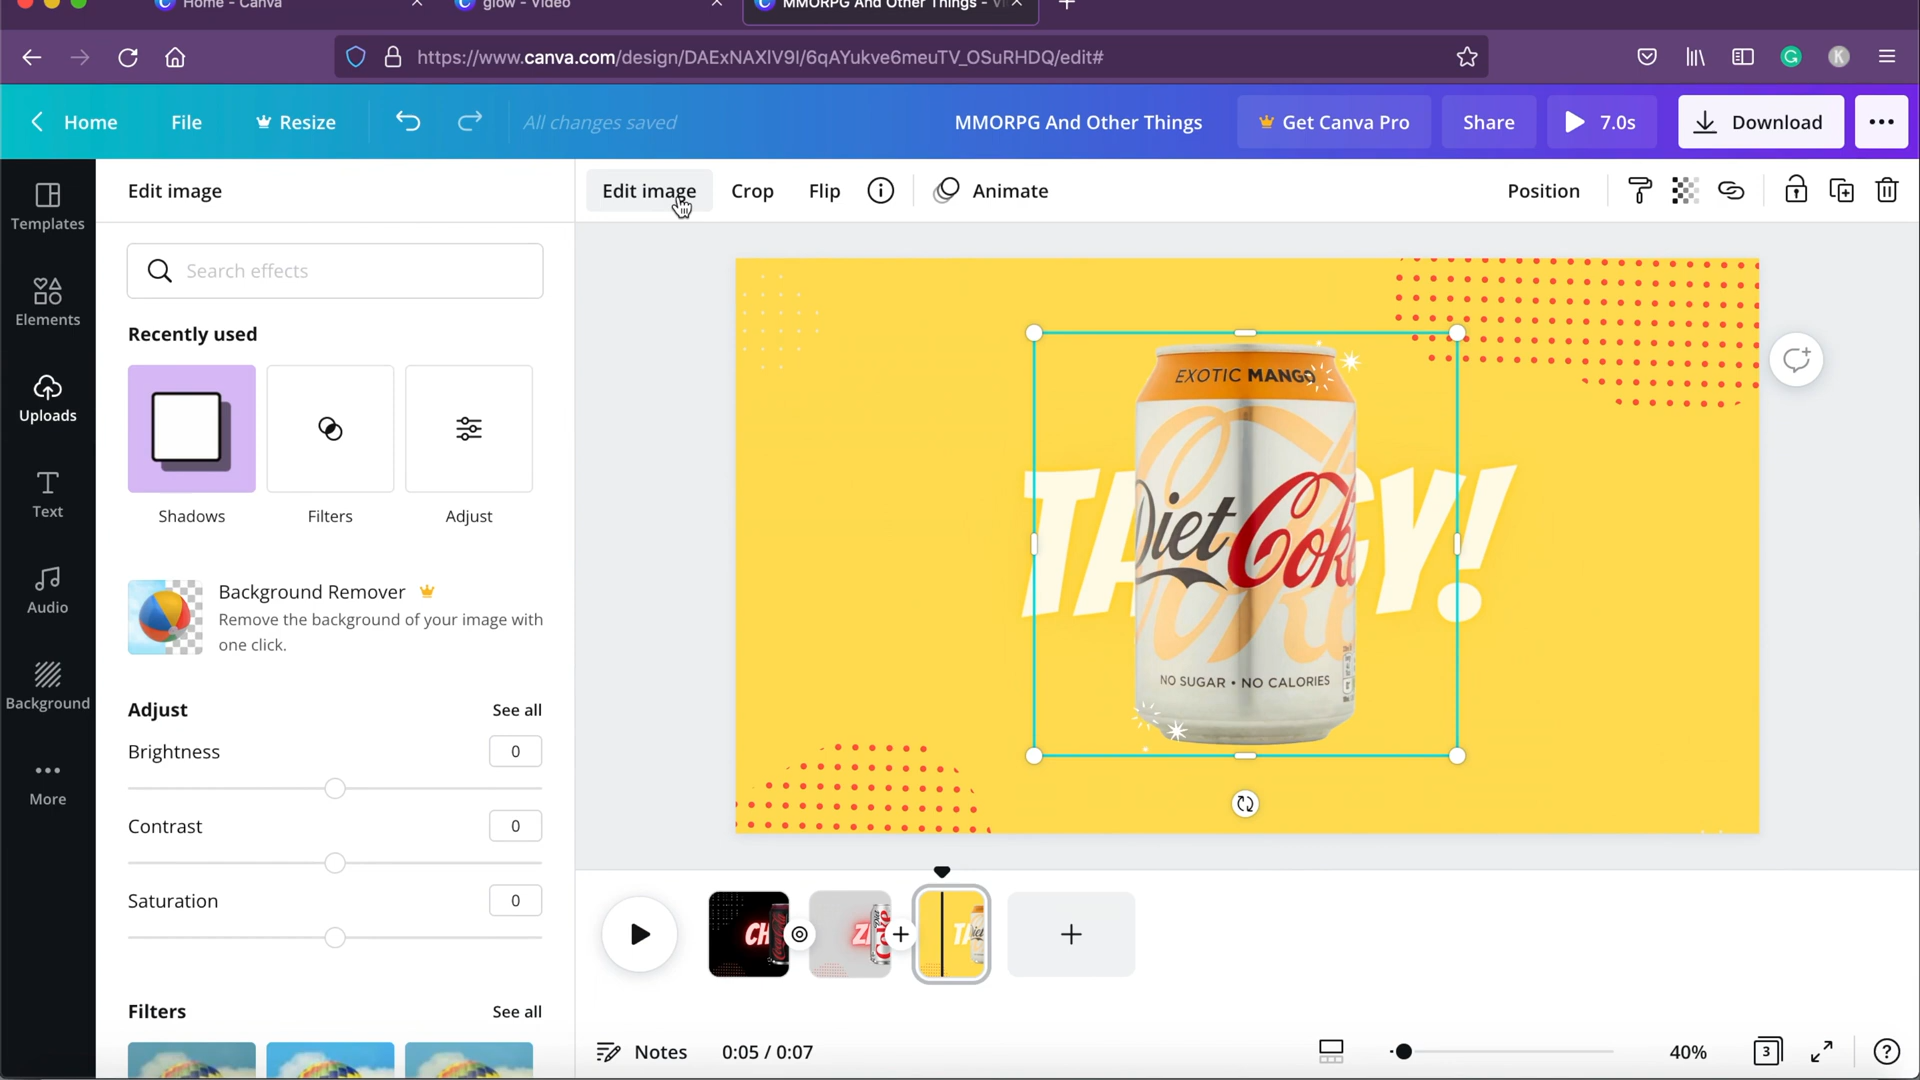 Home - Canva
glow - Video
MMORPG And Other Things -
https://www.canva.com/design/DAExNAXIV9I/6qAYukve6meuTV_OSuRHDQ/edit#
K
Home
File
Resize
All changes saved
MMORPG And Other Things
Get Canva Pro
Share
7.0s
Download
Templates
Elements
Uploads
Text
Audio
Background
More
Edit image
Search effects
Recently used
Shadows
Filters
Adjust
Background Remover
Remove the background of your image with
one click.
Adjust
See all
Brightness
0
Contrast
0
Saturation
0
Filters
See all
Edit image
Crop
Flip
Animate
Position
EXOTIC MANGO
Diet Coke
NO SUGAR • NO CALORIES
Notes
0:05 / 0:07
40%
3